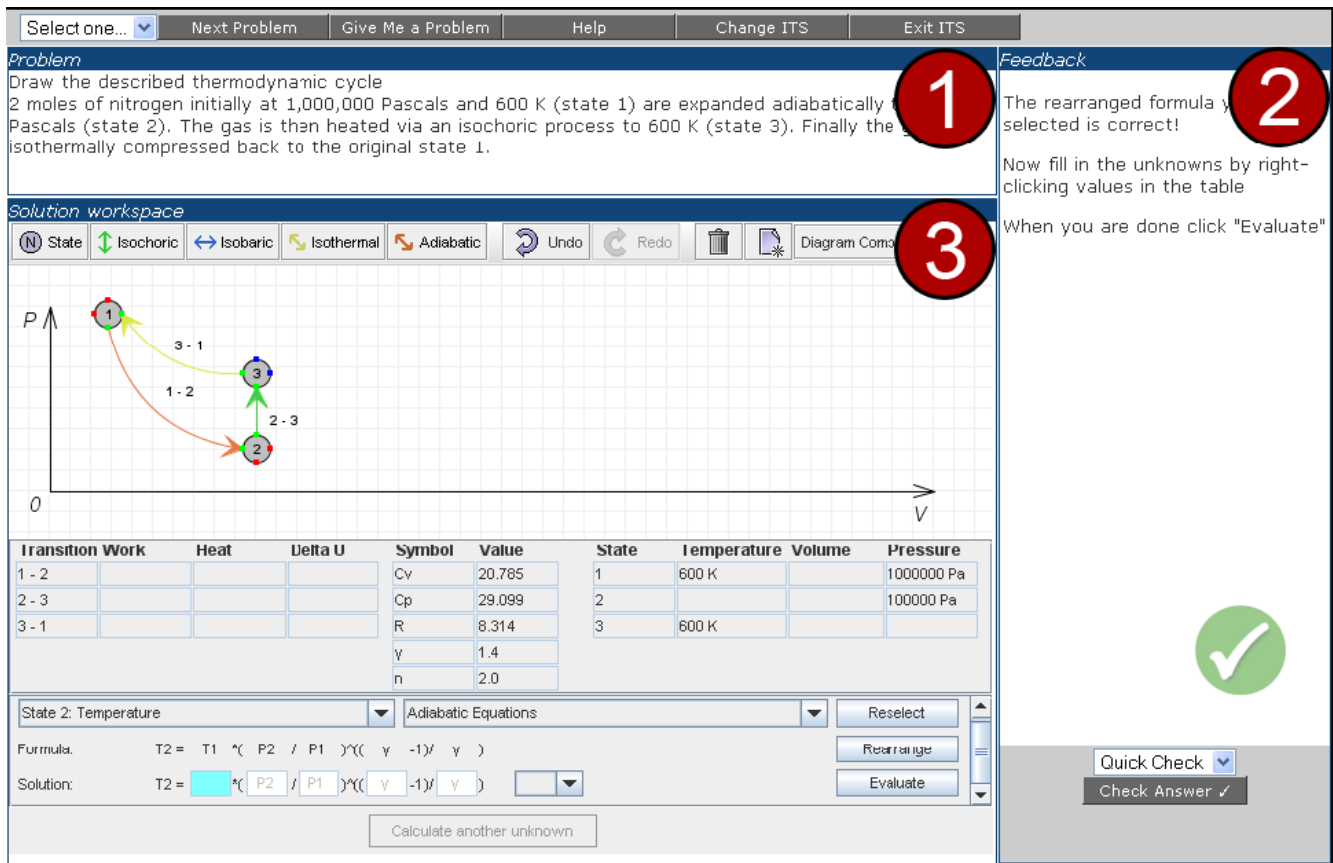 Select one... Next Problem Give Me a Problem Help Change ITS Exit ITS
Problem
Draw the described thermodynamic cycle
2 moles of nitrogen initially at 1,000,000 Pascals and 600 K (state 1) are expanded adiabatically
Pascals (state 2). The gas is then heated via an isochoric process to 600 K (state 3). Finally the
isothermally compressed back to the original state 1.
1
Feedback
The rearranged formula
selected is correct!
Now fill in the unknowns by right-
clicking values in the table
When you are done click "Evaluate"
2
Solution workspace
N State Isochoric Isobaric Isothermal Adiabatic Undo Redo Diagram
3
P
1
3 - 1
3
1 - 2
2 - 3
2
0
V
Transition Work Heat Delta U
1 - 2
2 - 3
3 - 1
Symbol Value
Cv 20.785
Cp 29.099
R 8.314
γ 1.4
n 2.0
State Temperature Volume Pressure
1 600 K 1000000 Pa
2 100000 Pa
3 600 K
State 2: Temperature Adiabatic Equations Reselect
Formula: T2 = T1 *( P2 / P1 )^(( γ -1)/ γ ) Rearrange
Solution: T2 = *( P2 / P1 )^(( γ -1)/ γ ) Evaluate
Calculate another unknown
Quick Check
Check Answer ✓